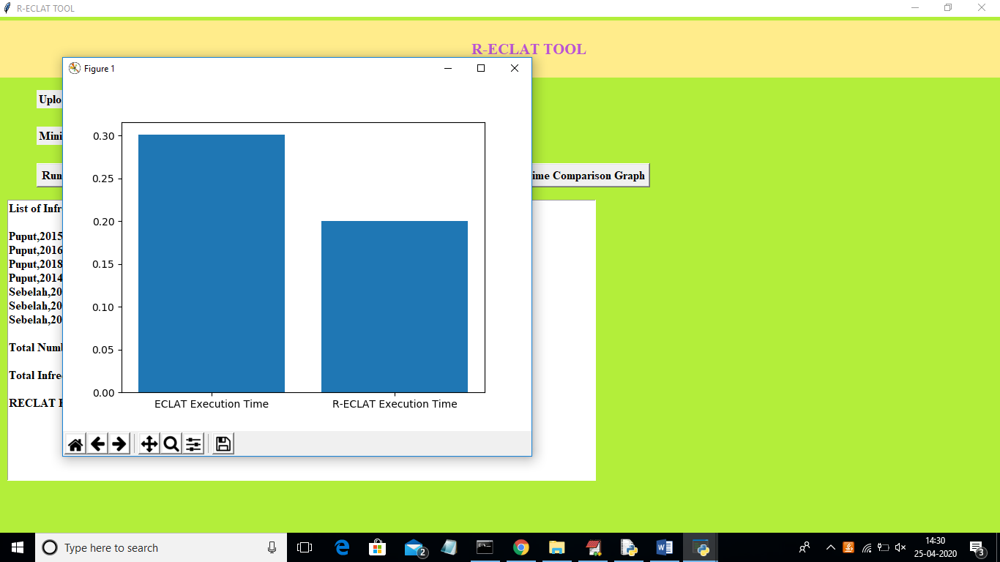 R-ECLAT TOOL
R-ECLAT TOOL
Figure 1
Uplo
Mini
Run
ime Comparison Graph
0.30
0.25
0.20
0.15
0.10
0.05
0.00
ECLAT Execution Time
R-ECLAT Execution Time
List of Infr
Puput,2015
Puput,2016
Puput,2018
Puput,2014
Sebelah,20
Sebelah,20
Sebelah,20
Total Num
Total Infre
RECLAT
Type here to search
2
14:30
25-04-2020
3